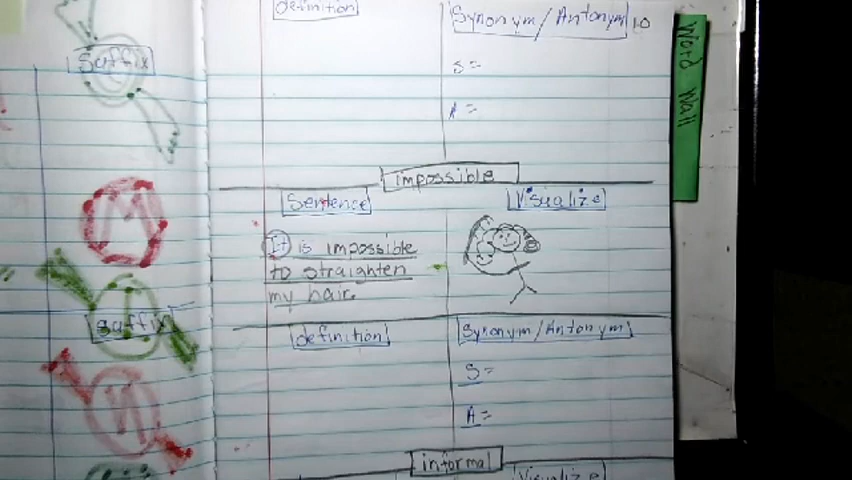 definition
Synonym/Antonym
10
S=
A=
Suffix
Word Wall
impossible
Sentence
Visualize
It is impossible
to straighten
my hair.
suffix
definition
Synonym/Antonym
S=
A=
informal
Visualize